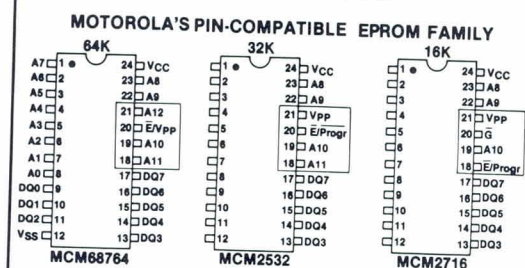 MOTOROLA'S PIN-COMPATIBLE EPROM FAMILY
64K
A7 1 24 VCC
A6 2 23 A8
A5 3 22 A9
A4 4 21 A12
A3 5 20 E̅/VPP
A2 6 19 A10
A1 7 18 A11
A0 8 17 DQ7
DQ0 9 16 DQ6
DQ1 10 15 DQ5
DQ2 11 14 DQ4
VSS 12 13 DQ3
MCM68764
32K
1 24 VCC
2 23 A8
3 22 A9
4 21 VPP
5 20 E̅/Progr
6 19 A10
7 18 A11
8 17 DQ7
9 16 DQ6
10 15 DQ5
11 14 DQ4
12 13 DQ3
MCM2532
16K
1 24 VCC
2 23 A8
3 22 A9
4 21 VPP
5 20 G̅
6 19 A10
7 18 E̅/Progr
8 17 DQ7
9 16 DQ6
10 15 DQ5
11 14 DQ4
12 13 DQ3
MCM2716